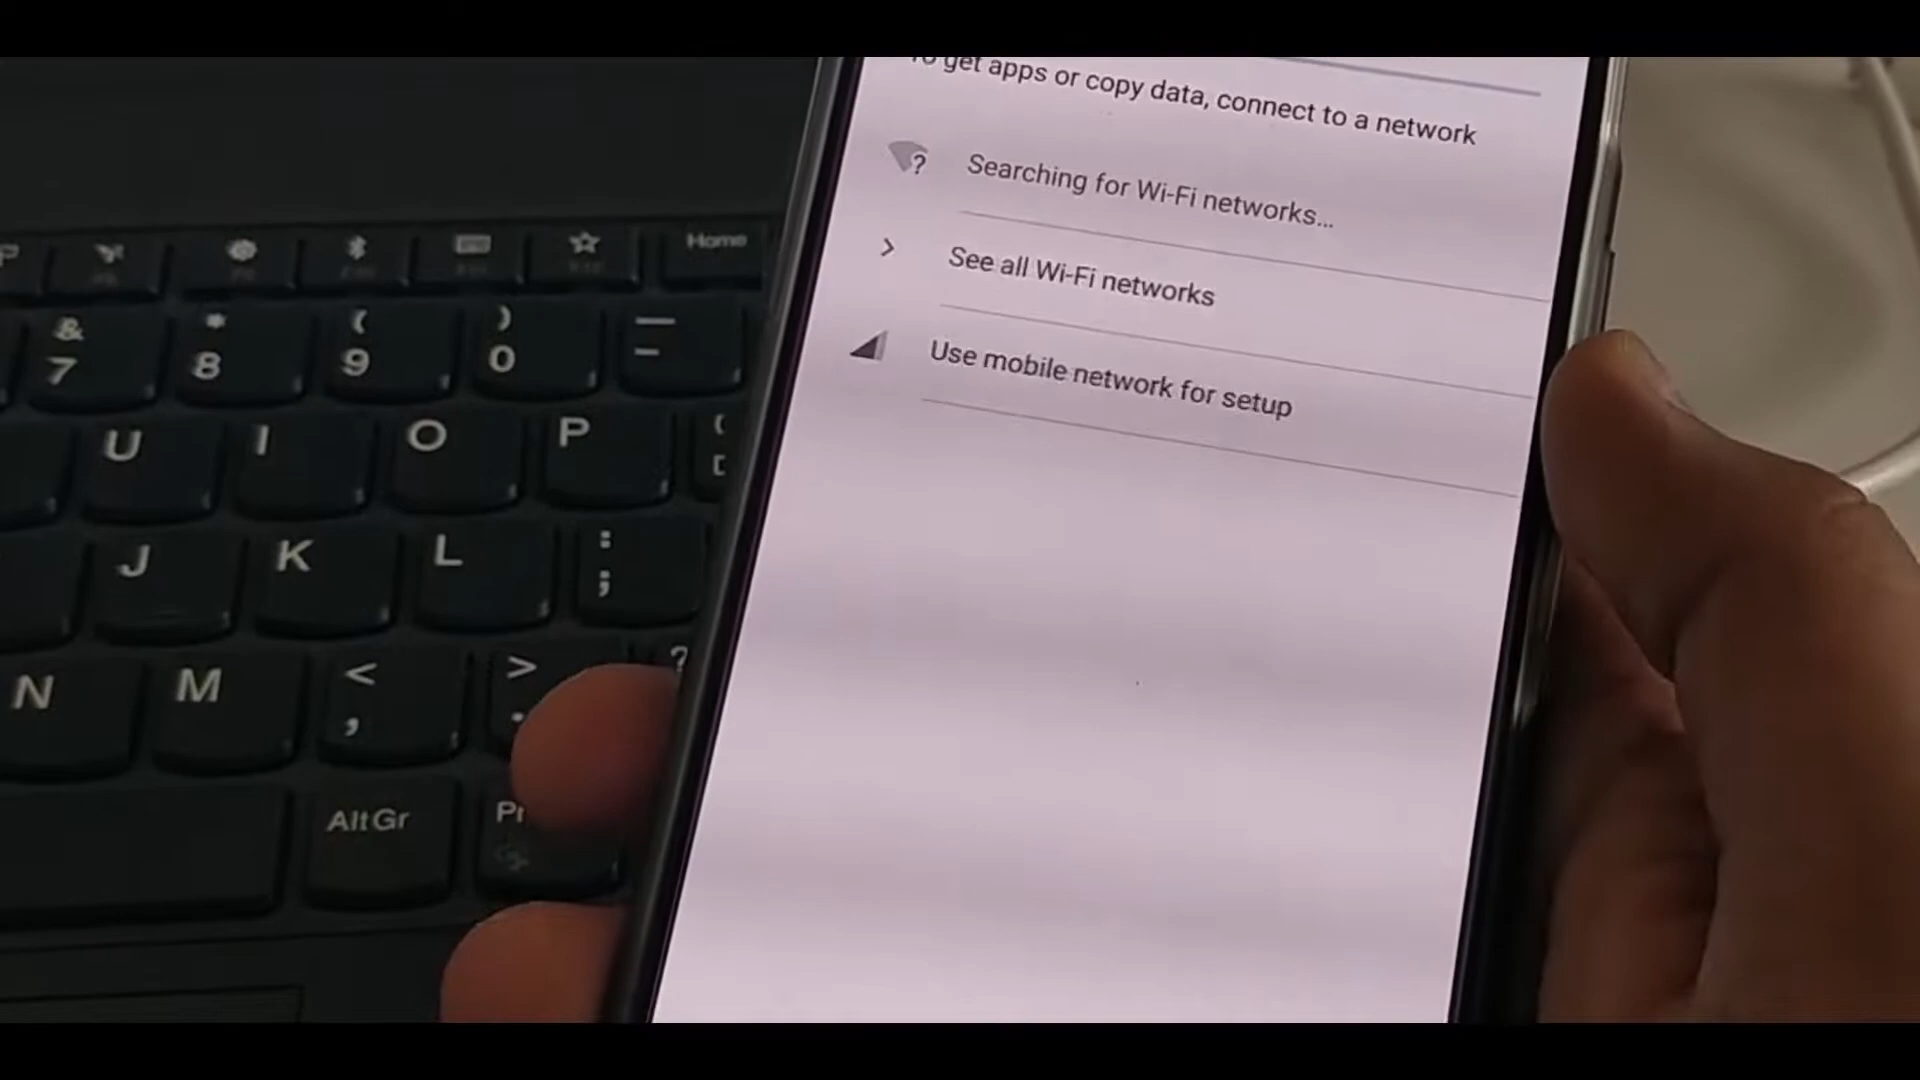 To get apps or copy data, connect to a network
Searching for Wi-Fi networks...
See all Wi-Fi networks
Use mobile network for setup
Home
& * ( ) —
7 8 9 0 -
U I O P [
J K L : ;
N M < , > . ?
AltGr